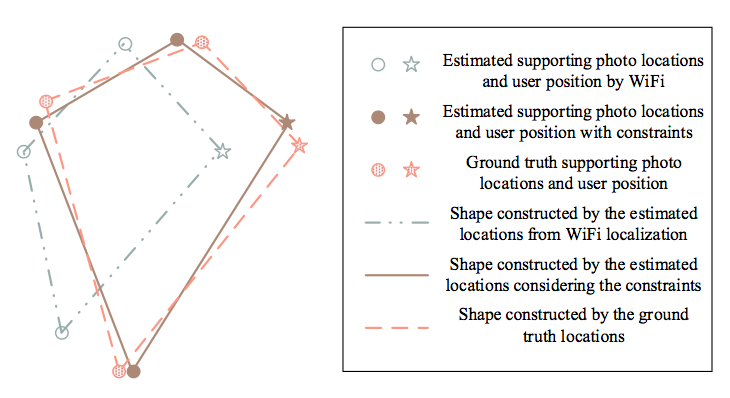 Estimated supporting photo locations
and user position by WiFi
Estimated supporting photo locations
and user position with constraints
Ground truth supporting photo
locations and user position
Shape constructed by the estimated
locations from WiFi localization
Shape constructed by the estimated
locations considering the constraints
Shape constructed by the ground
truth locations